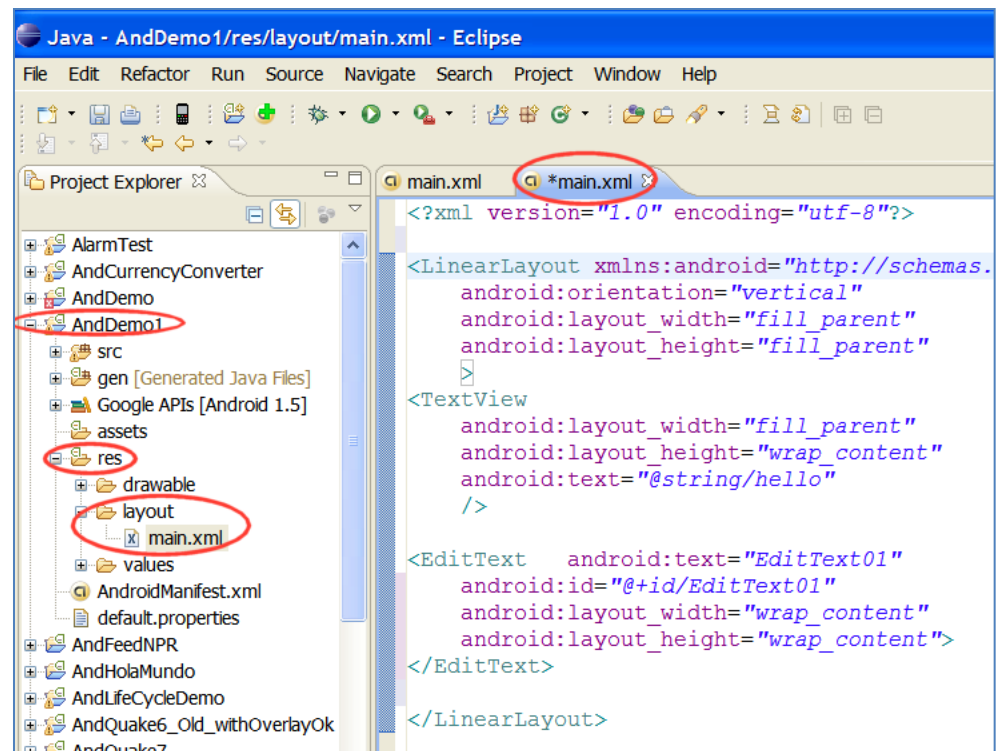 Java - AndDemo1/res/layout/main.xml - Eclipse
File Edit Refactor Run Source Navigate Search Project Window Help
Project Explorer
AlarmTest
AndCurrencyConverter
AndDemo
AndDemo1
src
gen [Generated Java Files]
Google APIs [Android 1.5]
assets
res
drawable
layout
main.xml
values
AndroidManifest.xml
default.properties
AndFeedNPR
AndHolaMundo
AndLifeCycleDemo
AndQuake6_Old_withOverlayOk
AndQuake7
main.xml *main.xml
<?xml version="1.0" encoding="utf-8"?>
<LinearLayout xmlns:android="http://schemas.
android:orientation="vertical"
android:layout_width="fill_parent"
android:layout_height="fill_parent"
>
<TextView
android:layout_width="fill_parent"
android:layout_height="wrap_content"
android:text="@string/hello"
/>
<EditText android:text="EditText01"
android:id="@+id/EditText01"
android:layout_width="wrap_content"
android:layout_height="wrap_content">
</EditText>
</LinearLayout>